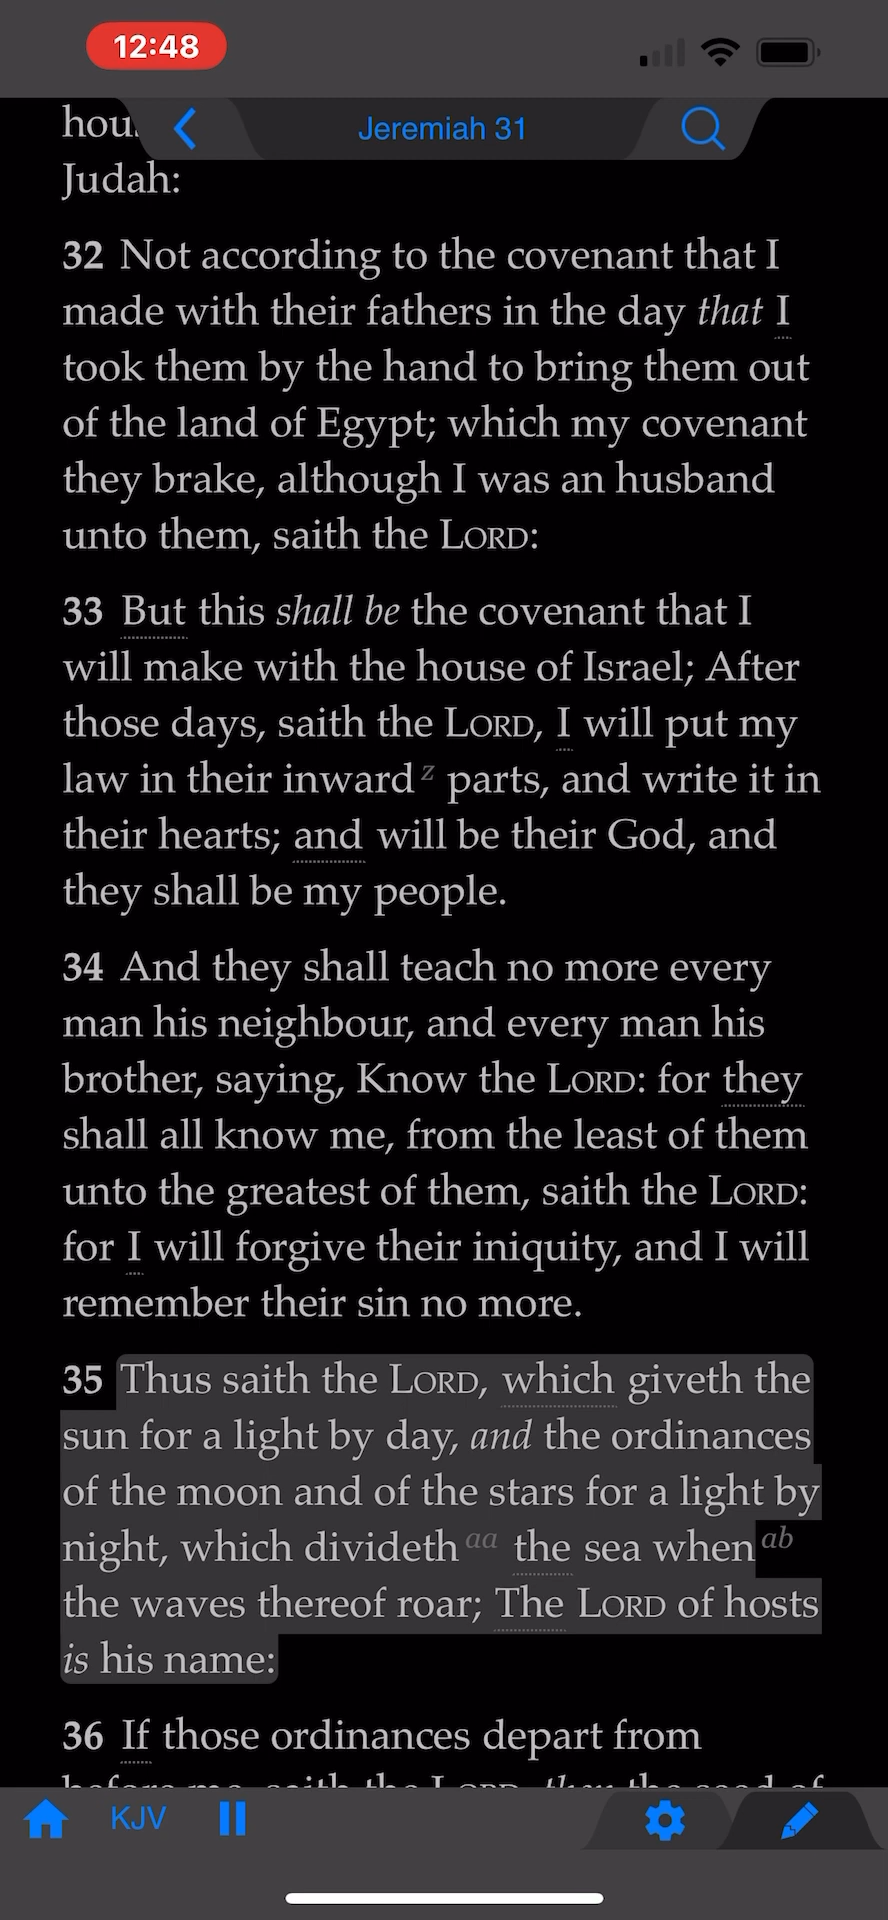 12:48
Jeremiah 31
Judah:
32 Not according to the covenant that I
made with their fathers in the day that I
took them by the hand to bring them out
of the land of Egypt; which my covenant
they brake, although I was an husband
unto them, saith the LORD:
33 But this shall be the covenant that I
will make with the house of Israel; After
those days, saith the LORD, I will put my
law in their inward z parts, and write it in
their hearts; and will be their God, and
they shall be my people.
34 And they shall teach no more every
man his neighbour, and every man his
brother, saying, Know the LORD: for they
shall all know me, from the least of them
unto the greatest of them, saith the LORD:
for I will forgive their iniquity, and I will
remember their sin no more.
35 Thus saith the LORD, which giveth the
sun for a light by day, and the ordinances
of the moon and of the stars for a light by
night, which divideth aa the sea when ab
the waves thereof roar; The LORD of hosts
is his name:
36 If those ordinances depart from
before me, saith the LORD, then the seed of
KJV